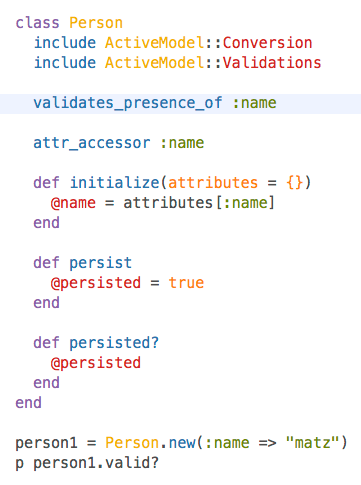 class Person
  include ActiveModel::Conversion
  include ActiveModel::Validations
  validates_presence_of :name
  attr_accessor :name
  def initialize(attributes = {})
    @name = attributes[:name]
  end
  def persist
    @persisted = true
  end
  def persisted?
    @persisted
  end
end
person1 = Person.new(:name => "matz")
p person1.valid?